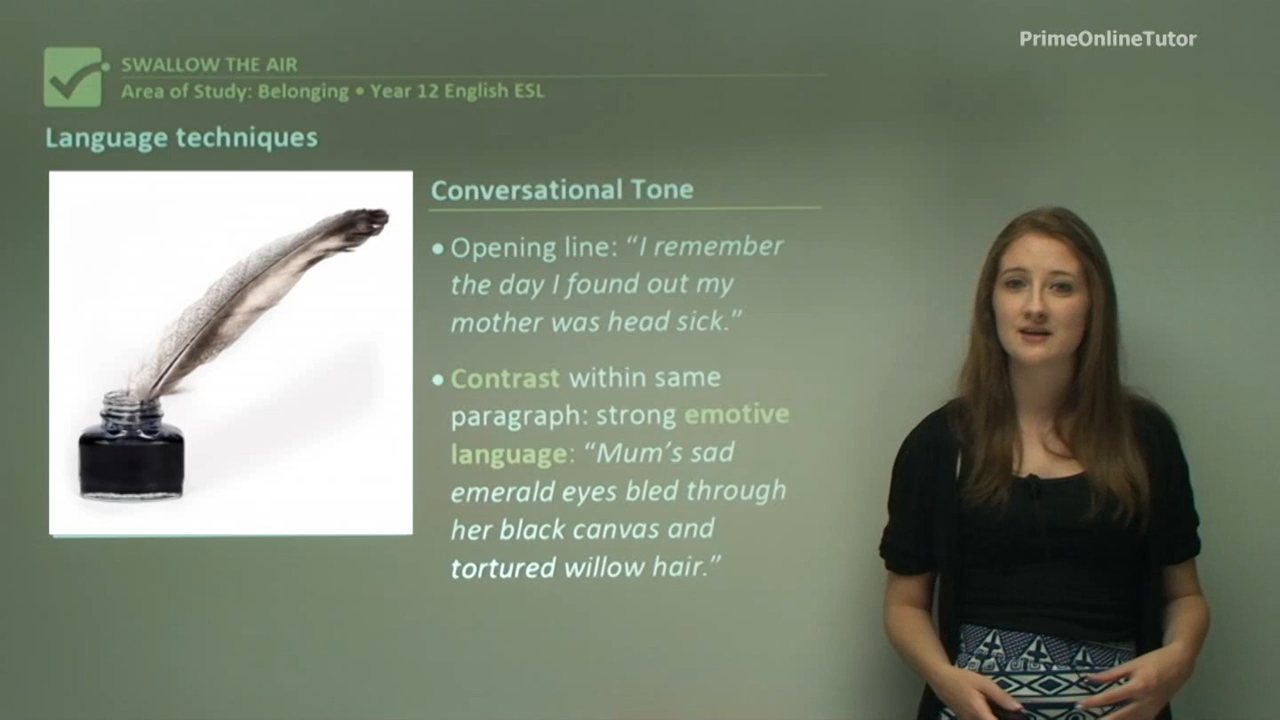 PrimeOnlineTutor
SWALLOW THE AIR
Area of Study: Belonging • Year 12 English ESL
Language techniques
Conversational Tone
• Opening line: “I remember
the day I found out my
mother was head sick.”
• Contrast within same
paragraph: strong emotive
language: “Mum’s sad
emerald eyes bled through
her black canvas and
tortured willow hair.”